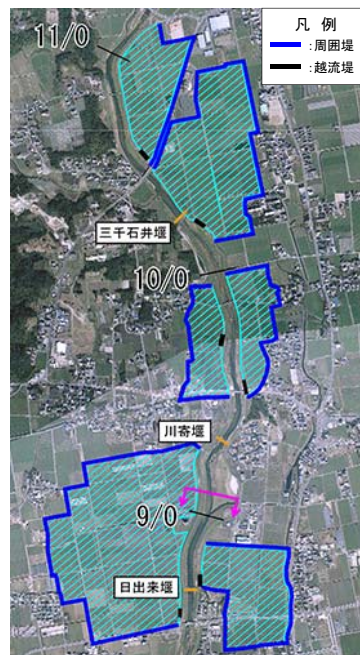 11/0
凡 例
:周囲堤
:越流堤
三千石井堰
10/0
川寄堰
9/0
日出来堰